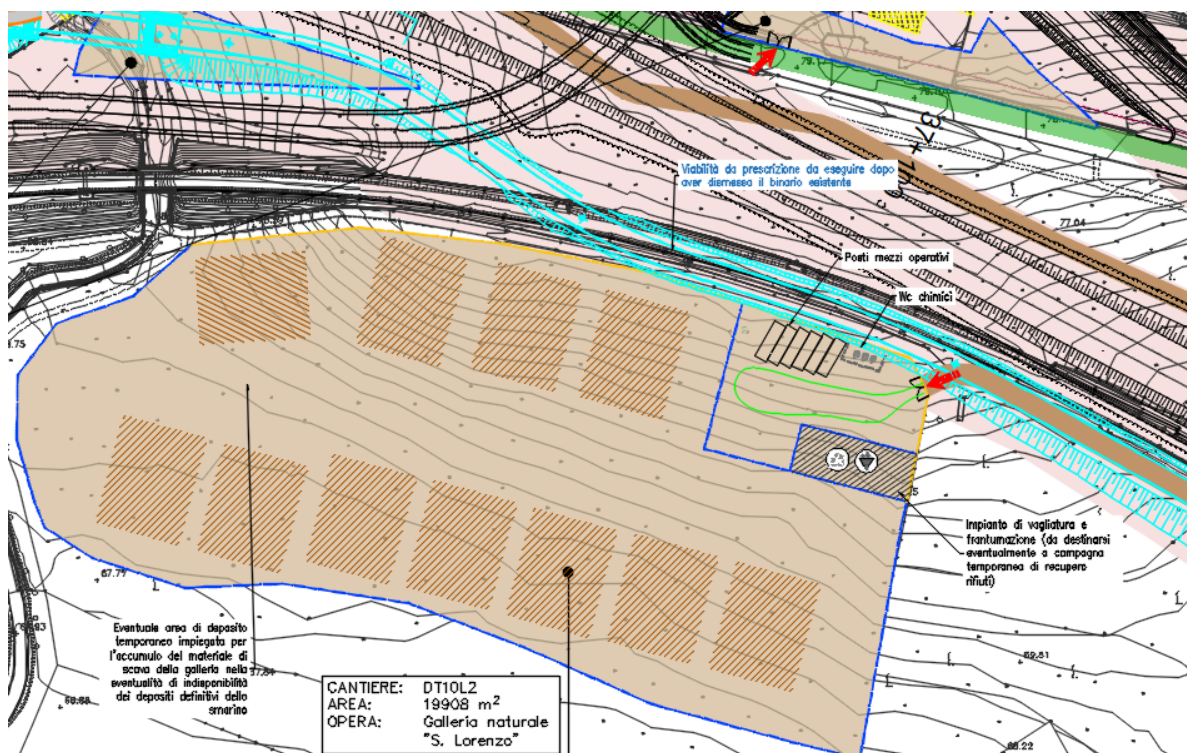 Viabilità da prescrizione da eseguire dopo
aver dismesso il binario esistente
77.04
Posti mezzi operativi
Wc chimici
Impianto di vagliatura e
frantumazione (da destinarsi
eventualmente a campagna
temporanea di recupero
rifiuti)
67.71
Eventuale area di deposito
temporaneo impiegata per
l'accumulo del materiale di
scavo della galleria nella
eventualità di indisponibilità
dei depositi definitivi dello
smarino
CANTIERE: DT10L2
AREA: 19908 m²
OPERA: Galleria naturale
"S. Lorenzo"